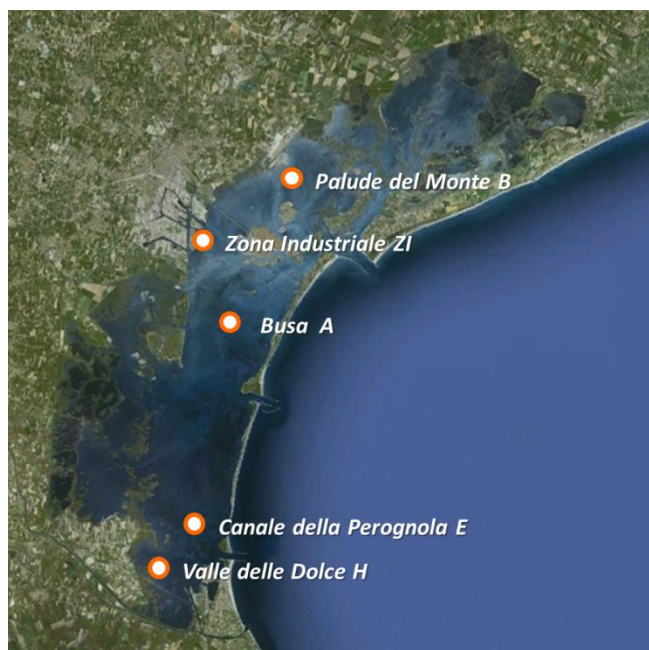 Palude del Monte B
Zona Industriale ZI
Busa A
Canale della Perognola E
Valle delle Dolce H